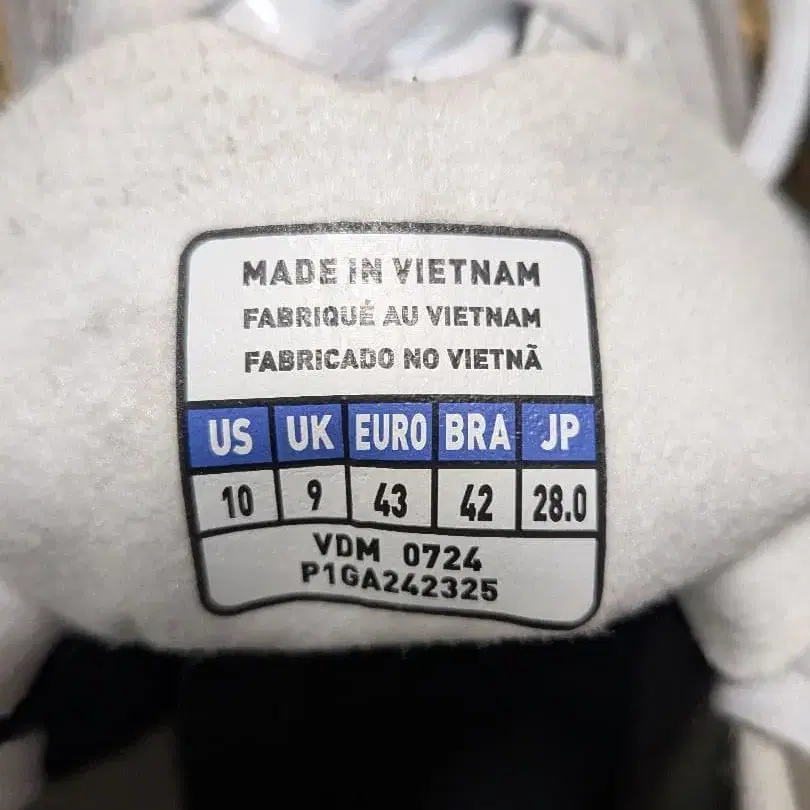 MADE IN VIETNAM
FABRIQUÉ AU VIETNAM
FABRICADO NO VIETNÃ
US UK EURO BRA JP
10 9 43 42 28.0
VDM 0724
P1GA242325